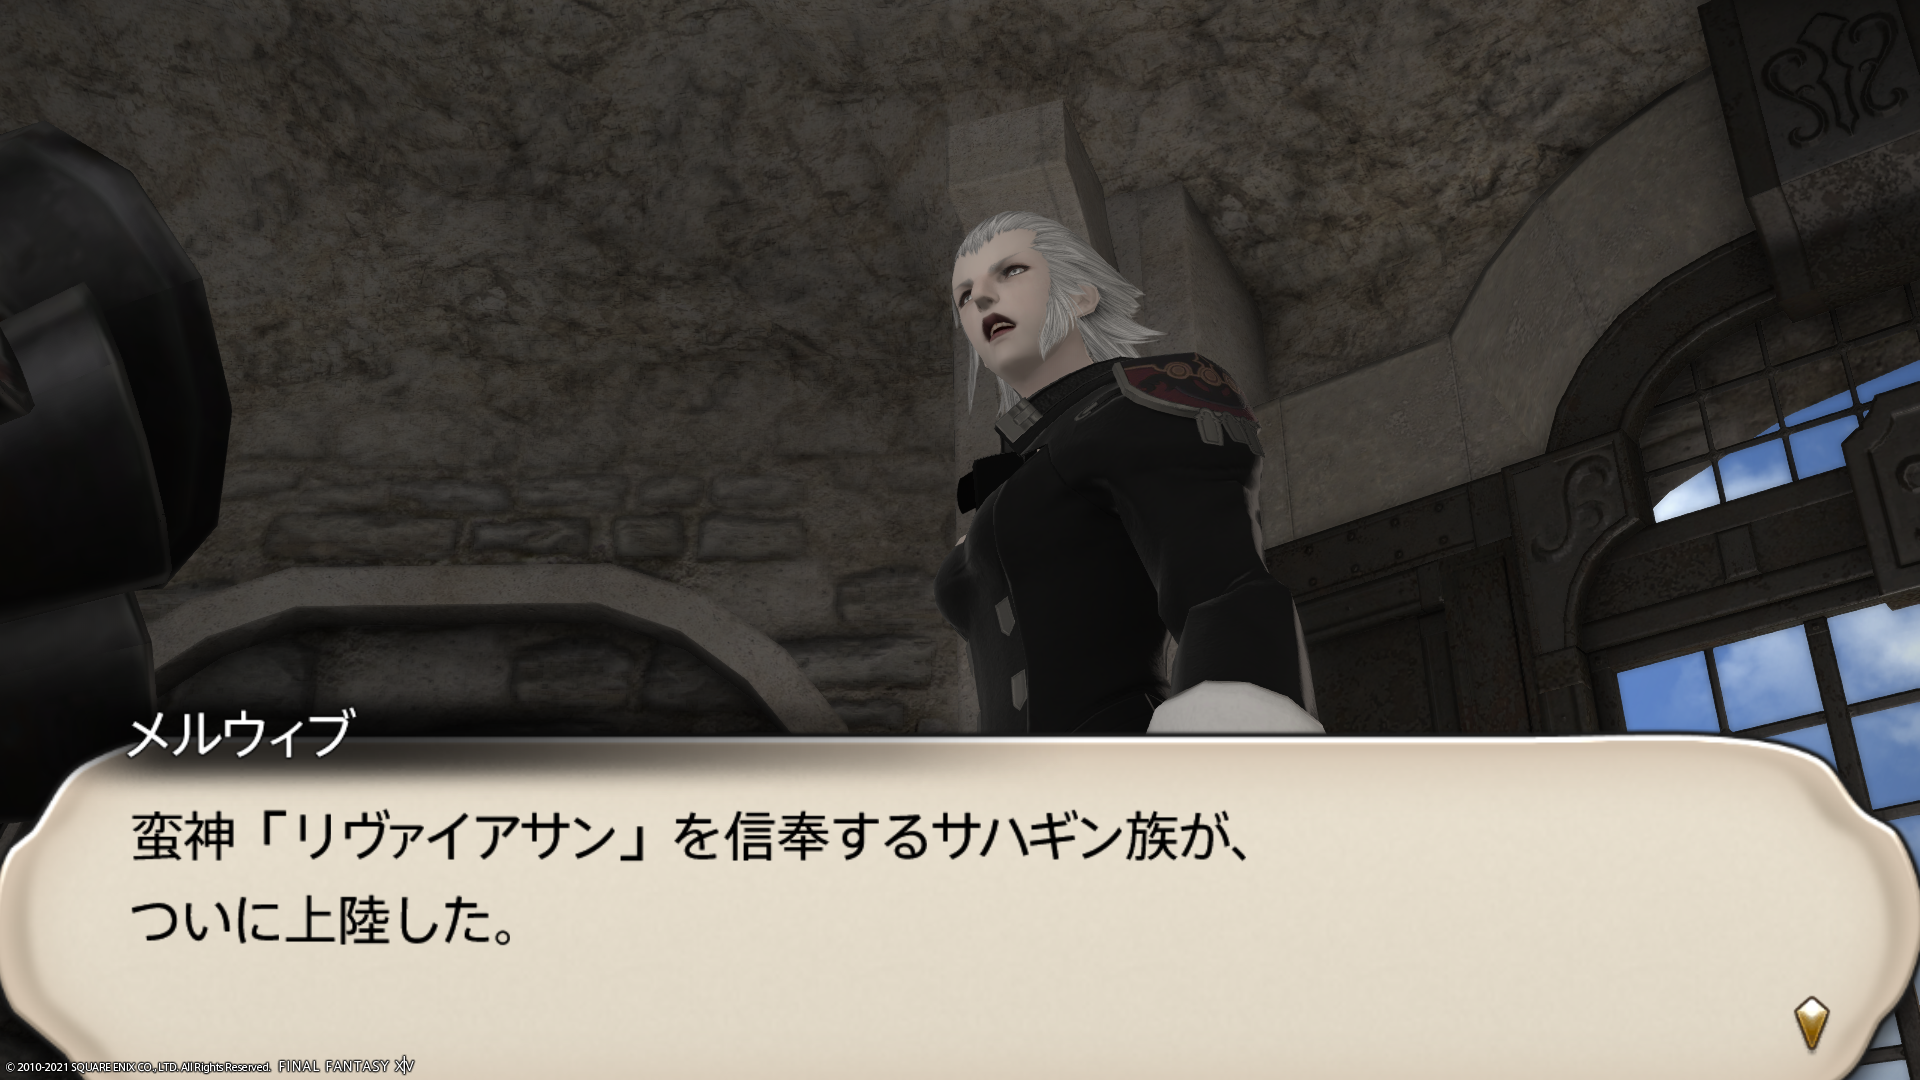 メルウィブ
蛮神「リヴァイアサン」を信奉するサハギン族が、
ついに上陸した。
© 2010-2021 SQUARE ENIX CO., LTD. All Rights Reserved. FINAL FANTASY XIV